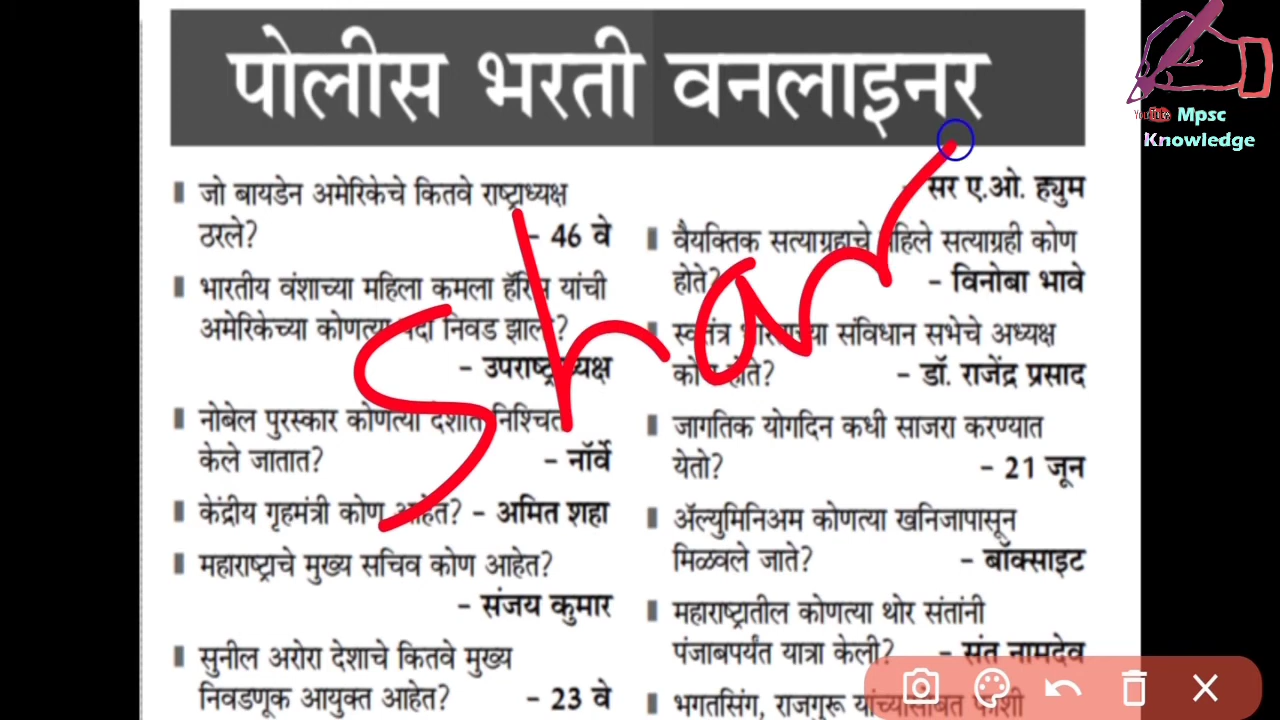 पोलीस भरती वनलाइनर
YouTube Mpsc
Knowledge
जो बायडेन अमेरिकेचे कितवे राष्ट्राध्यक्ष
ठरले? - 46 वे
भारतीय वंशाच्या महिला कमला हॅरिस यांची
अमेरिकेच्या कोणत्या पदी निवड झाली?
- उपराष्ट्राध्यक्ष
नोबेल पुरस्कार कोणत्या देशात निश्चित
केले जातात? - नॉर्वे
केंद्रीय गृहमंत्री कोण आहेत? - अमित शहा
महाराष्ट्राचे मुख्य सचिव कोण आहेत?
- संजय कुमार
सुनील अरोरा देशाचे कितवे मुख्य
निवडणूक आयुक्त आहेत? - 23 वे
- सर ए.ओ. ह्युम
वैयक्तिक सत्याग्रहाचे पहिले सत्याग्रही कोण
होते? - विनोबा भावे
स्वतंत्र भारताच्या संविधान सभेचे अध्यक्ष
कोण होते? - डॉ. राजेंद्र प्रसाद
जागतिक योगदिन कधी साजरा करण्यात
येतो? - 21 जून
ॲल्युमिनिअम कोणत्या खनिजापासून
मिळवले जाते? - बॉक्साइट
महाराष्ट्रातील कोणत्या थोर संतांनी
पंजाबपर्यंत यात्रा केली? - संत नामदेव
भगतसिंग, राजगुरू यांच्यासोबत फाशी
Shar